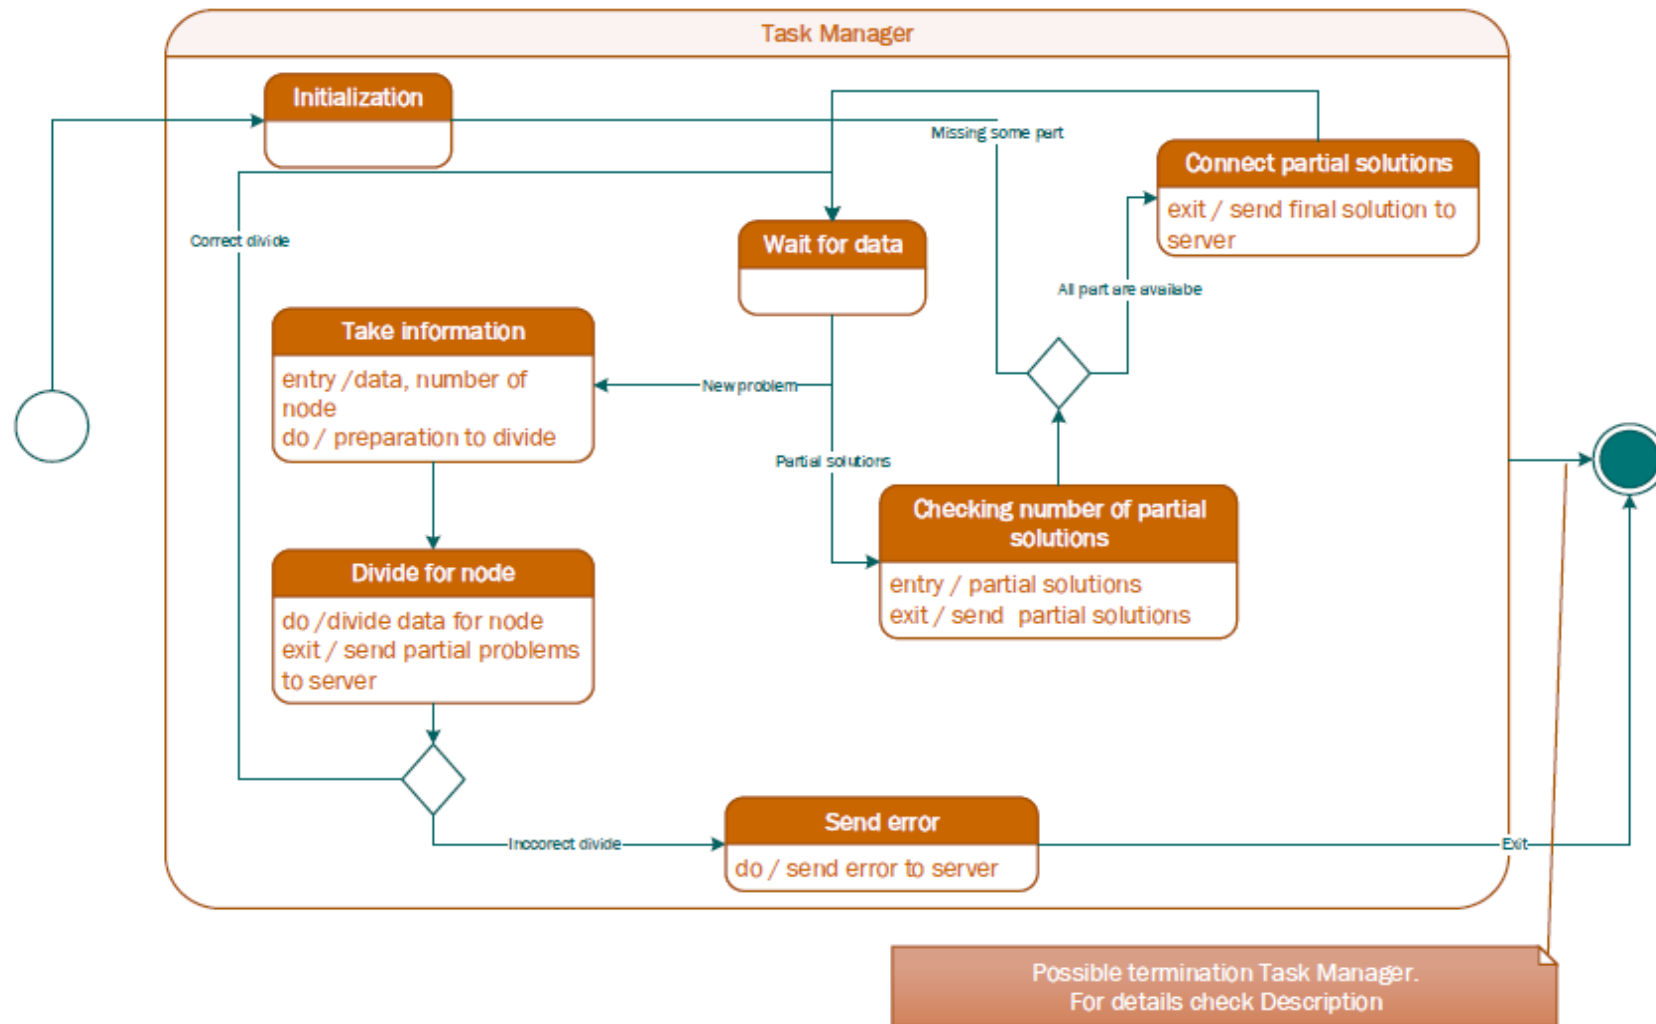 Task Manager
Initialization
Missing some part
Connect partial solutions
exit / send final solution to
server
Correct divide
Wait for data
All part are availabe
Take information
entry /data, number of
node
do / preparation to divide
New problem
Partial solutions
Checking number of partial
solutions
entry / partial solutions
exit / send  partial solutions
Divide for node
do /divide data for node
exit / send partial problems
to server
Send error
do / send error to server
Inccorect divide
Exit
Possible termination Task Manager.
For details check Description